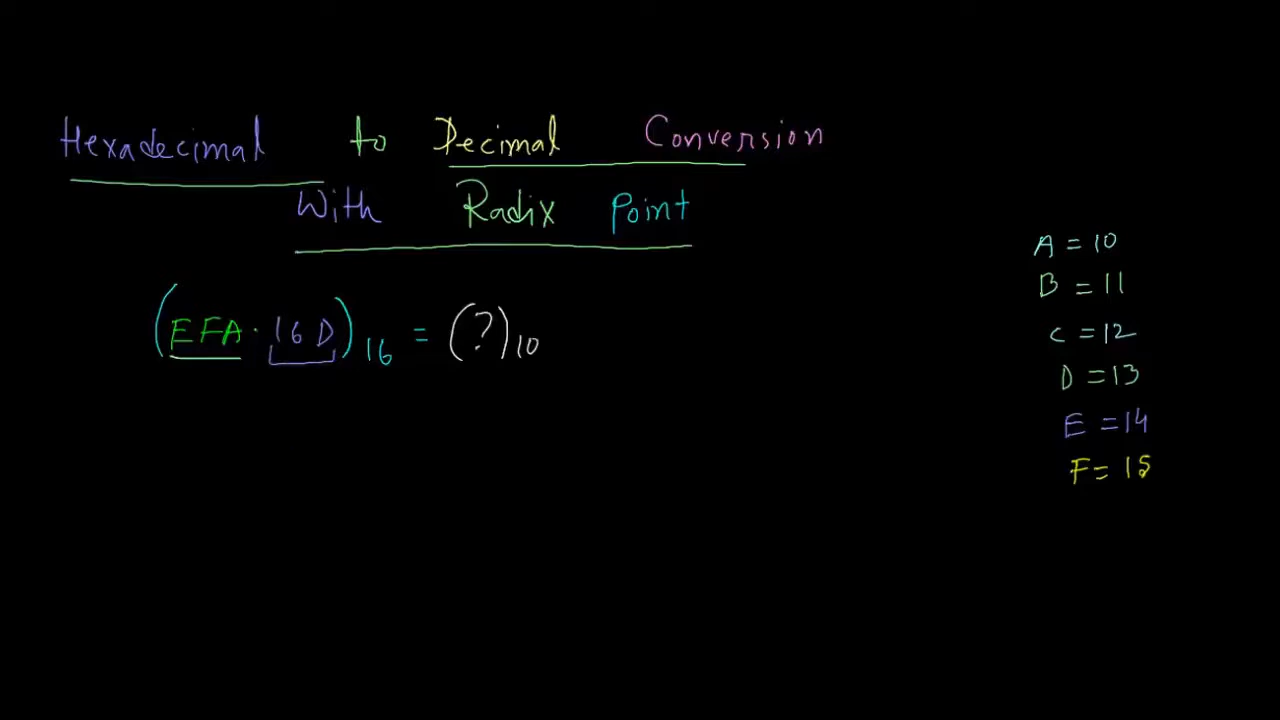 Hexadecimal to Decimal Conversion
With Radix Point
(EFA.16D)16 = (?)10
A = 10
B = 11
C = 12
D = 13
E = 14
F = 15